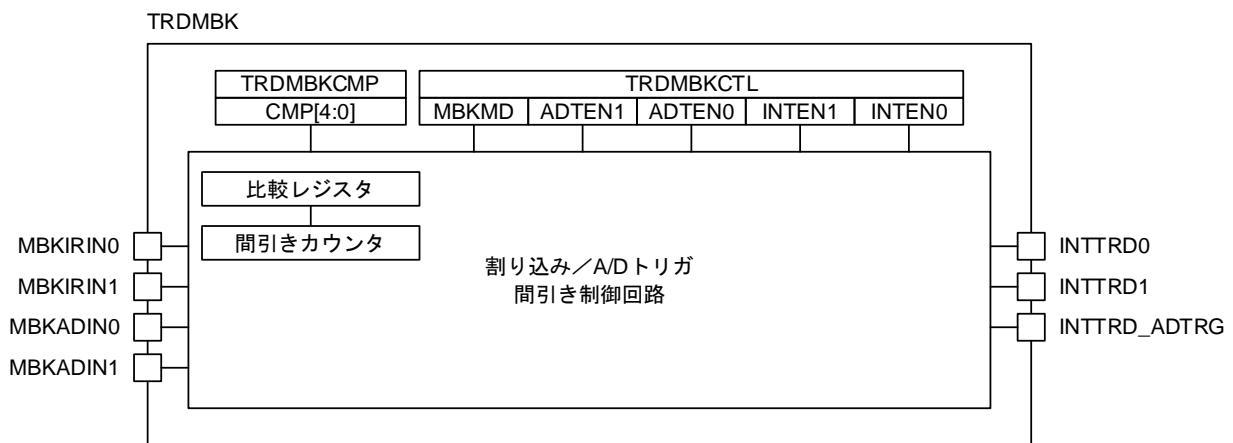 TRDMBK
TRDMBKCMP
TRDMBKCTL
CMP[4:0]
MBKMD
ADTEN1
ADTEN0
INTEN1
INTEN0
比較レジスタ
間引きカウンタ
割り込み／A/Dトリガ
間引き制御回路
MBKIRIN0
MBKIRIN1
MBKADIN0
MBKADIN1
INTTRD0
INTTRD1
INTTRD_ADTRG